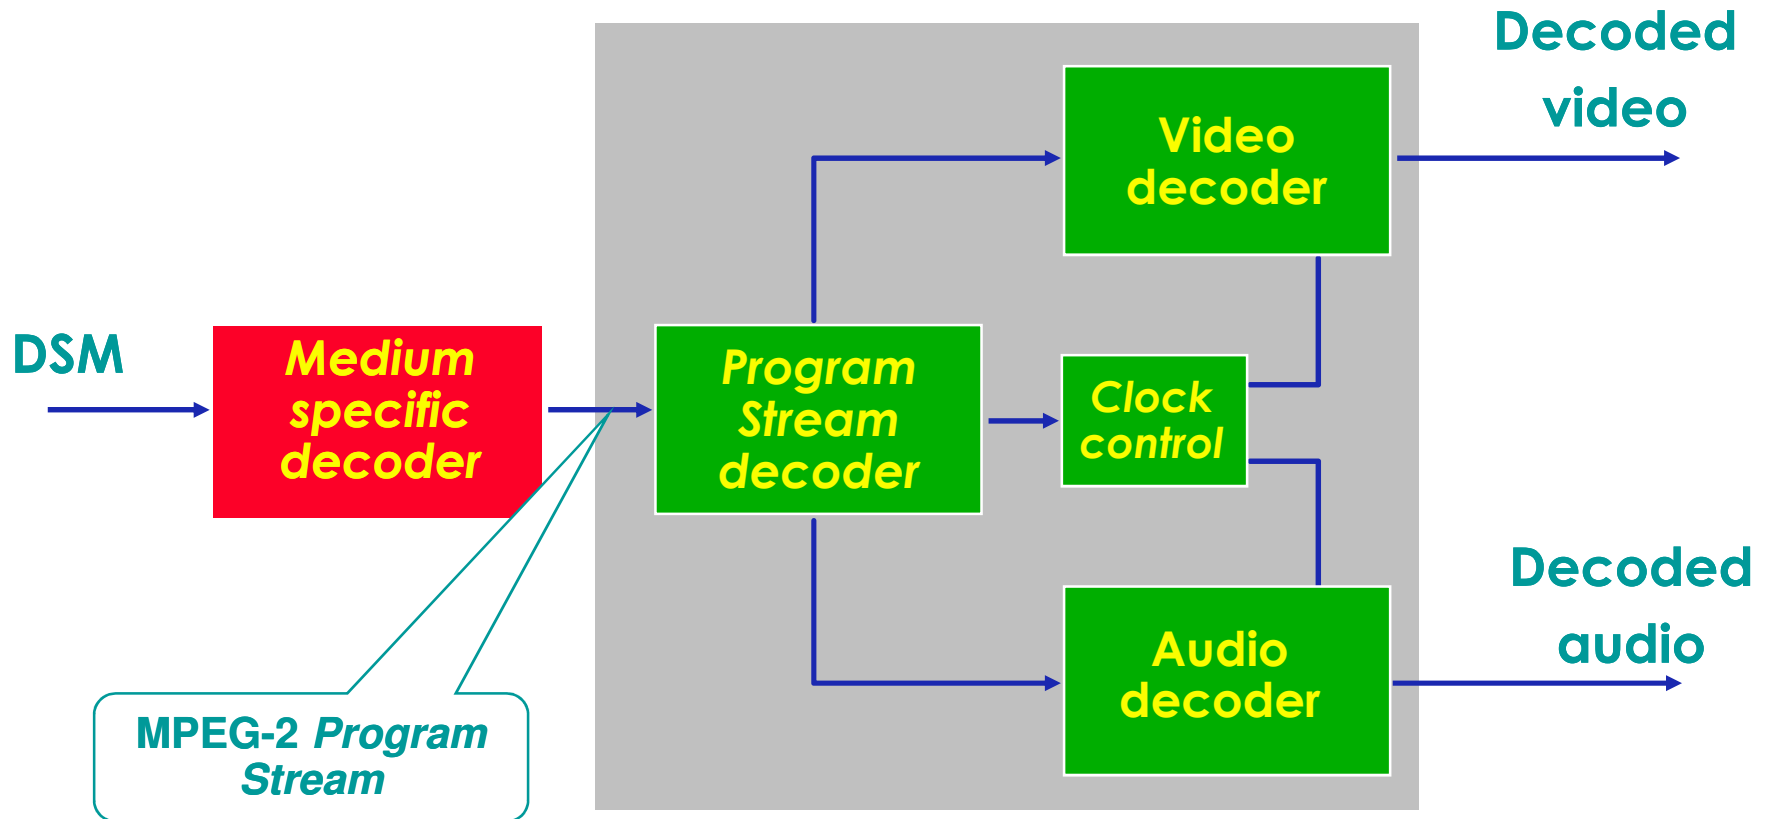 Decoded
video
Video
decoder
DSM
Medium
specific
decoder
Program
Stream
decoder
Clock
control
Decoded
audio
Audio
decoder
MPEG-2 Program
Stream